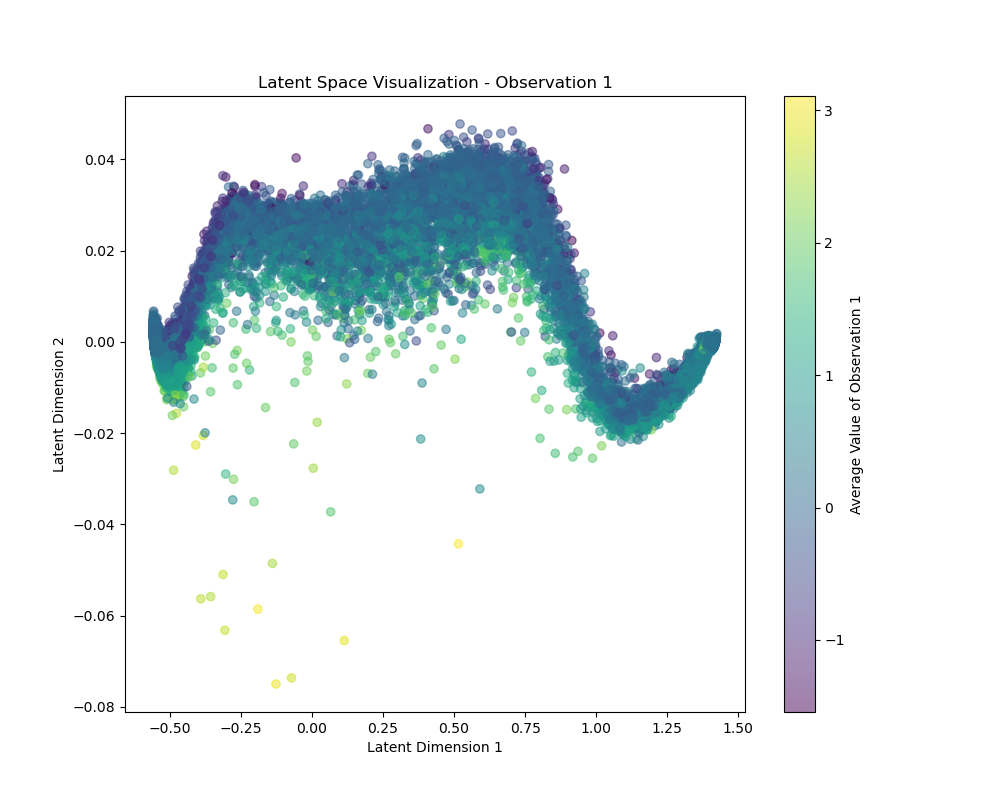 Latent Space Visualization - Observation 1
0.04
0.02
0.00
−0.02
−0.04
−0.06
−0.08
Latent Dimension 2
−0.50 −0.25 0.00 0.25 0.50 0.75 1.00 1.25 1.50
Latent Dimension 1
3
2
1
0
−1
Average Value of Observation 1